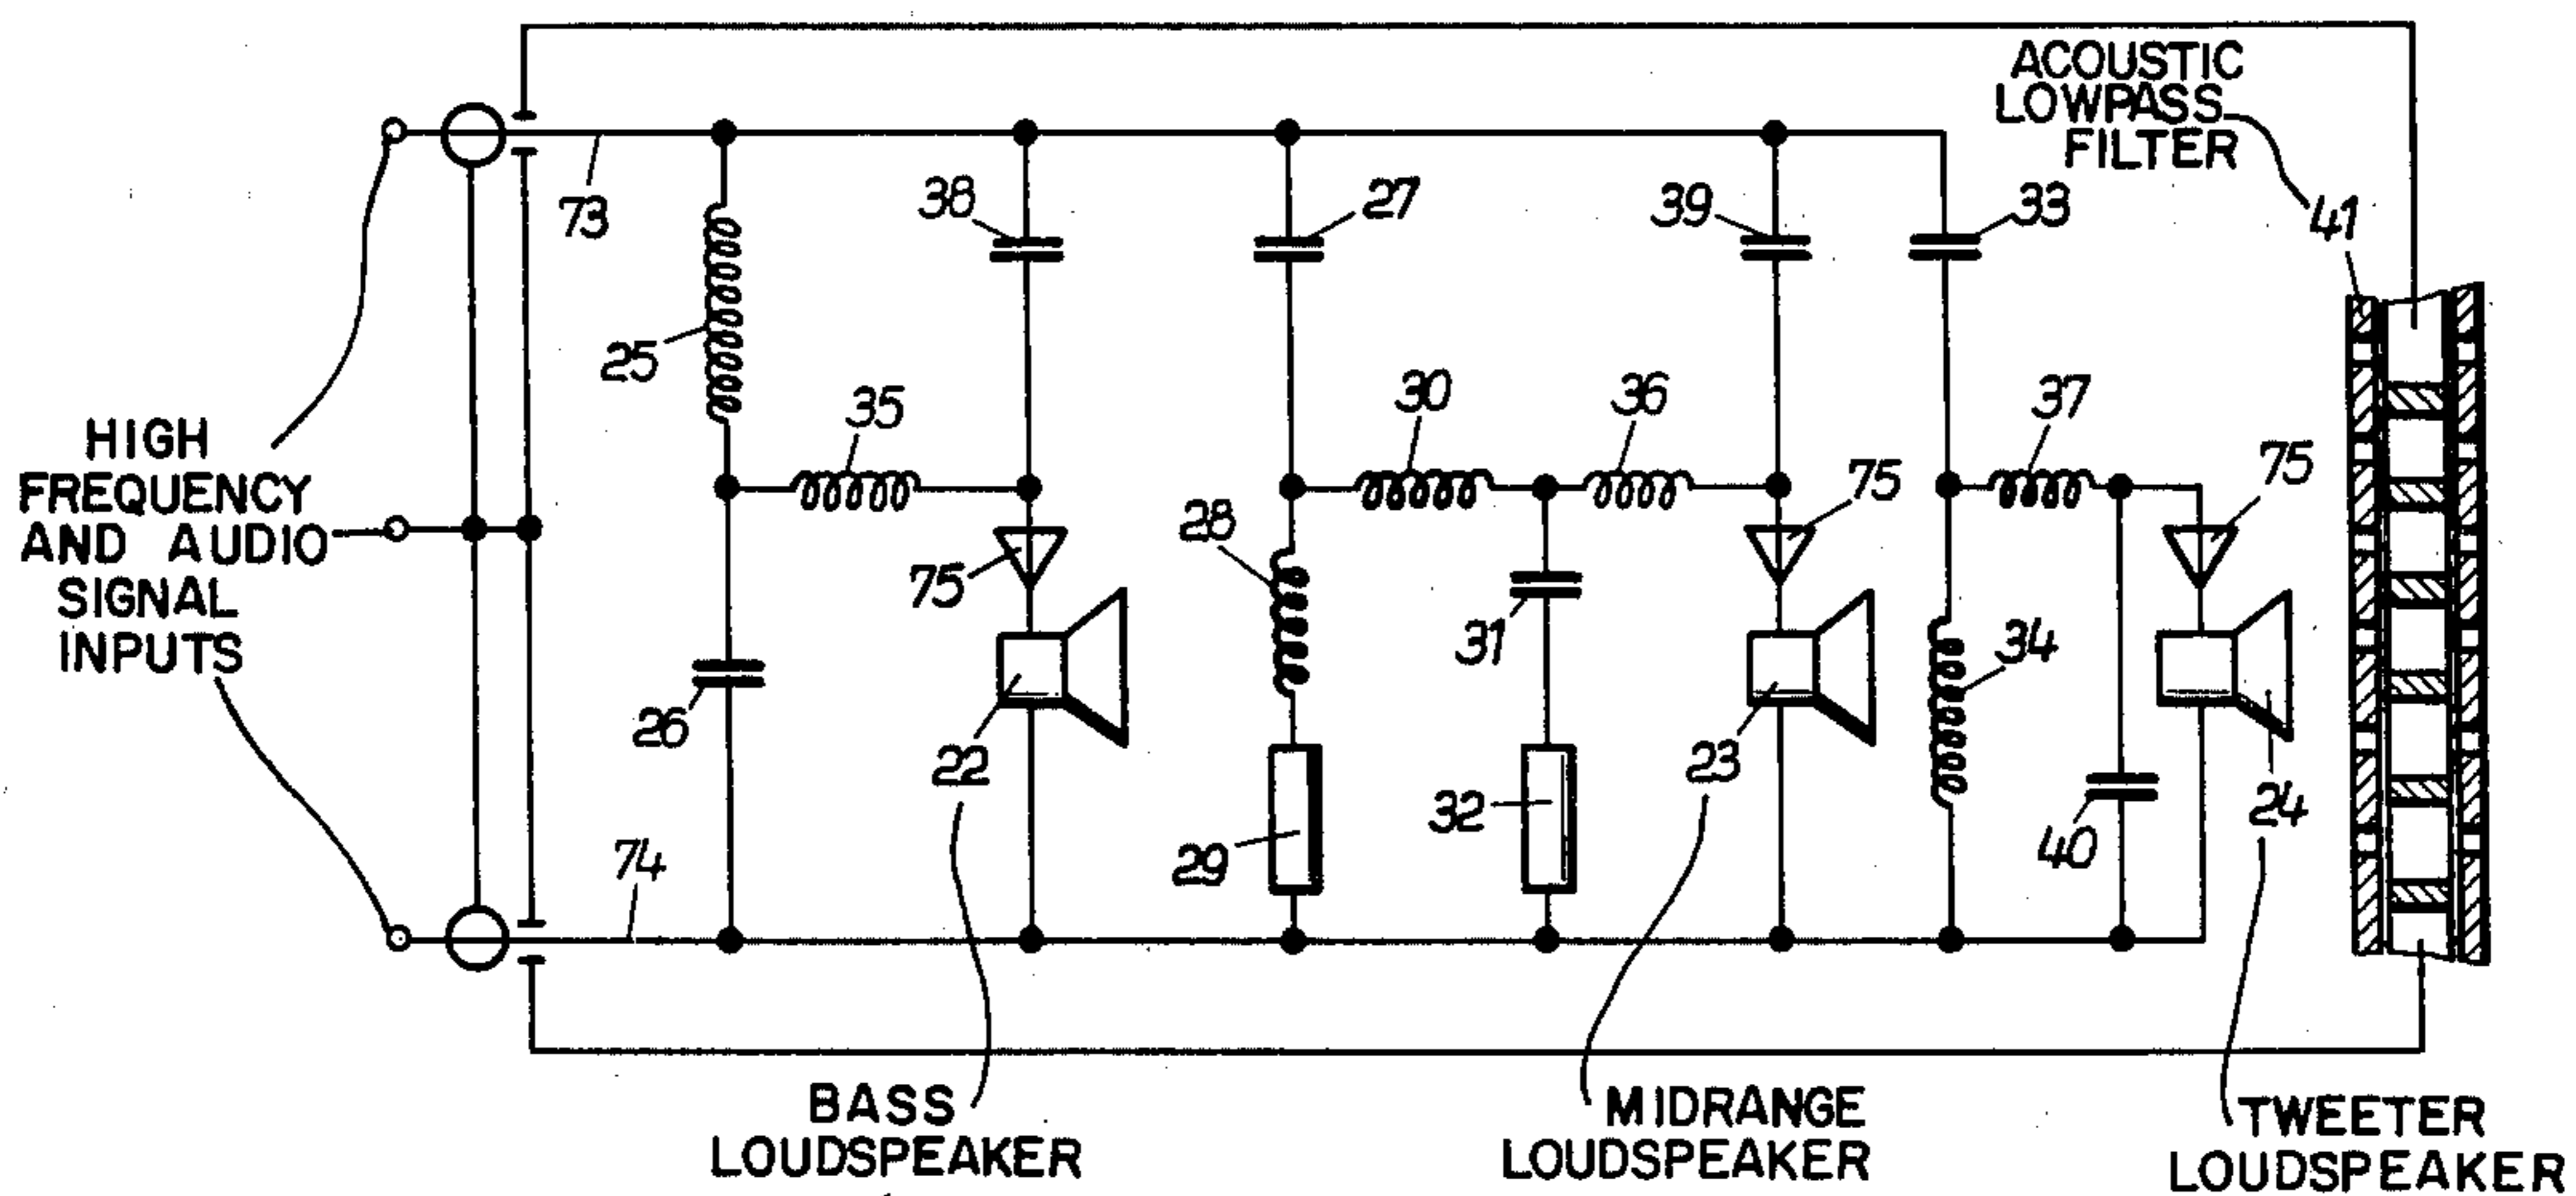 ACOUSTIC
LOWPASS
FILTER
73
38
27
39
33
41
25
35
30
36
37
75
HIGH
FREQUENCY
AND AUDIO
SIGNAL
INPUTS
75
28
75
31
34
26
22
23
32
29
24
40
74
BASS
LOUDSPEAKER
MIDRANGE
LOUDSPEAKER
TWEETER
LOUDSPEAKER